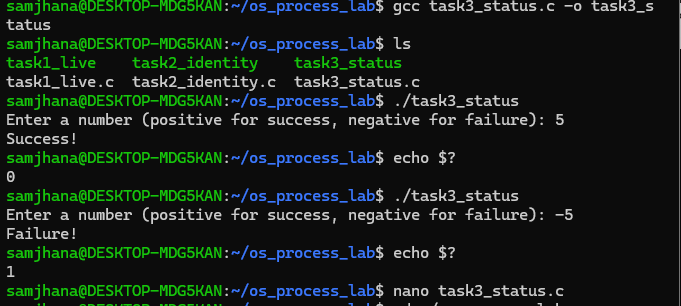 samjhana@DESKTOP-MDG5KAN:~/os_process_lab$ gcc task3_status.c -o task3_s
tatus
samjhana@DESKTOP-MDG5KAN:~/os_process_lab$ ls
task1_live   task2_identity   task3_status
task1_live.c task2_identity.c task3_status.c
samjhana@DESKTOP-MDG5KAN:~/os_process_lab$ ./task3_status
Enter a number (positive for success, negative for failure): 5
Success!
samjhana@DESKTOP-MDG5KAN:~/os_process_lab$ echo $?
0
samjhana@DESKTOP-MDG5KAN:~/os_process_lab$ ./task3_status
Enter a number (positive for success, negative for failure): -5
Failure!
samjhana@DESKTOP-MDG5KAN:~/os_process_lab$ echo $?
1
samjhana@DESKTOP-MDG5KAN:~/os_process_lab$ nano task3_status.c